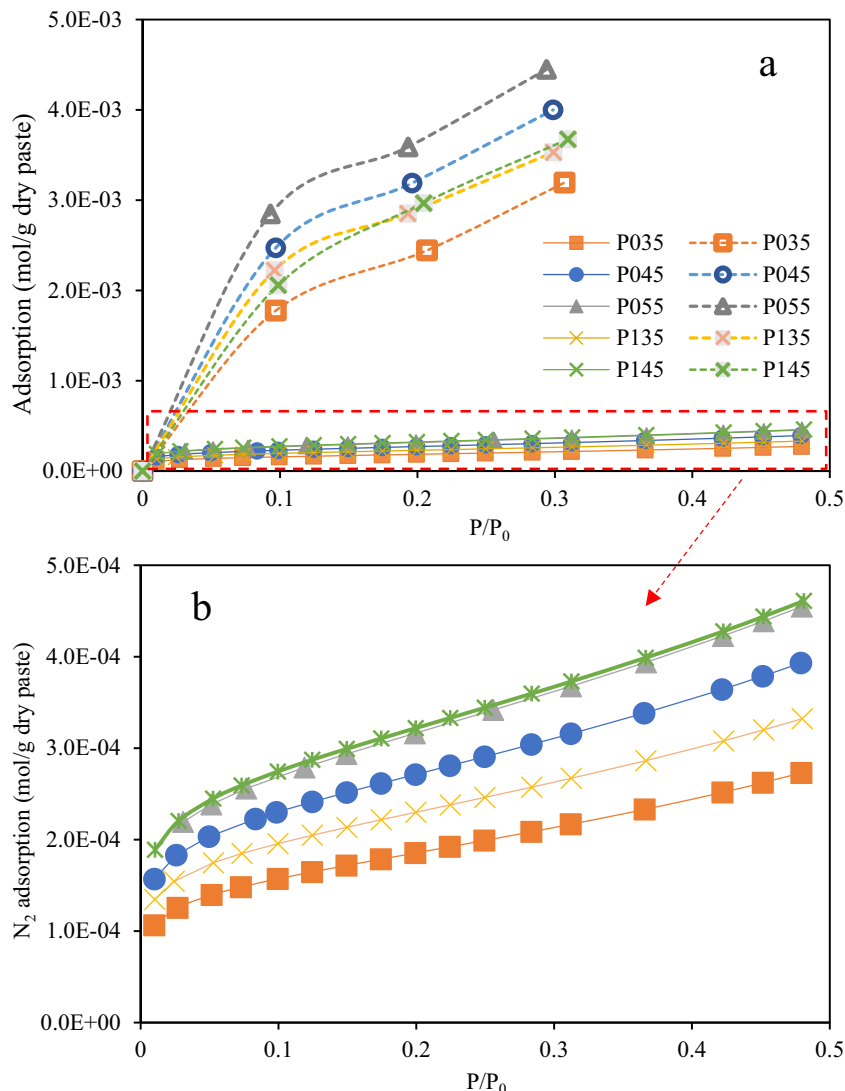 5.0E-03
a
4.0E-03
3.0E-03
2.0E-03
1.0E-03
0.0E+00
Adsorption (mol/g dry paste)
P035 P035
P045 P045
P055 P055
P135 P135
P145 P145
0 0.1 0.2 0.3 0.4 0.5
P/P₀
5.0E-04
b
4.0E-04
3.0E-04
2.0E-04
1.0E-04
0.0E+00
N₂ adsorption (mol/g dry paste)
0 0.1 0.2 0.3 0.4 0.5
P/P₀